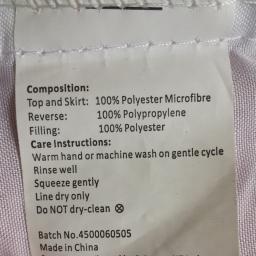 Composition:
Top and Skirt: 100% Polyester Microfibre
Reverse: 100% Polypropylene
Filling: 100% Polyester
Care Instructions:
Warm hand or machine wash on gentle cycle
Rinse well
Squeeze gently
Line dry only
Do NOT dry-clean ⊗
Batch No.4500060505
Made in China